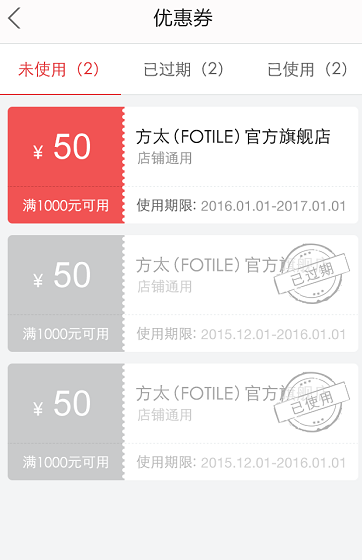 优惠券
未使用（2） 已过期（2） 已使用（2）
¥ 50
满1000元可用
方太（FOTILE）官方旗舰店
店铺通用
使用期限: 2016.01.01-2017.01.01
¥ 50
满1000元可用
方太（FOTILE）官方旗舰
店铺通用
已过期
使用期限: 2015.12.01-2016.01.01
¥ 50
满1000元可用
方太（FOTILE）官方旗舰
店铺通用
已使用
使用期限: 2015.12.01-2016.01.01